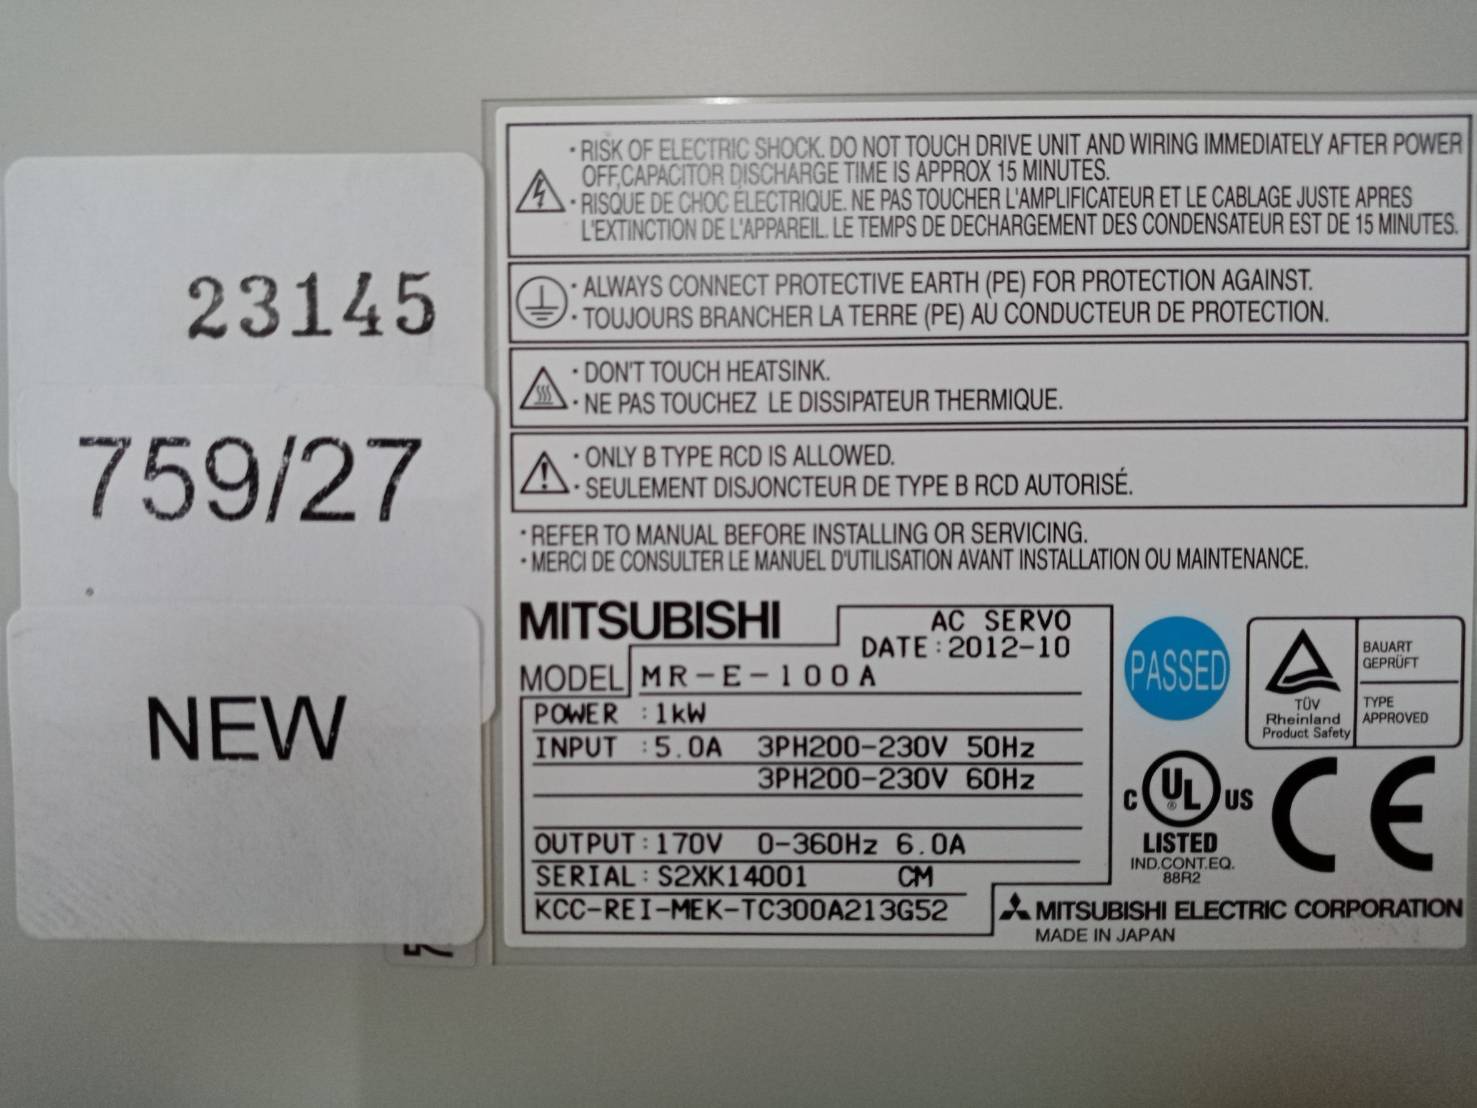 23145
759/27
NEW
· RISK OF ELECTRIC SHOCK. DO NOT TOUCH DRIVE UNIT AND WIRING IMMEDIATELY AFTER POWER
OFF,CAPACITOR DISCHARGE TIME IS APPROX 15 MINUTES.
· RISQUE DE CHOC ÉLECTRIQUE. NE PAS TOUCHER L'AMPLIFICATEUR ET LE CABLAGE JUSTE APRES
L'EXTINCTION DE L'APPAREIL. LE TEMPS DE DECHARGEMENT DES CONDENSATEUR EST DE 15 MINUTES.
· ALWAYS CONNECT PROTECTIVE EARTH (PE) FOR PROTECTION AGAINST.
· TOUJOURS BRANCHER LA TERRE (PE) AU CONDUCTEUR DE PROTECTION.
· DON'T TOUCH HEATSINK.
· NE PAS TOUCHEZ LE DISSIPATEUR THERMIQUE.
· ONLY B TYPE RCD IS ALLOWED.
· SEULEMENT DISJONCTEUR DE TYPE B RCD AUTORISÉ.
· REFER TO MANUAL BEFORE INSTALLING OR SERVICING.
· MERCI DE CONSULTER LE MANUEL D'UTILISATION AVANT INSTALLATION OU MAINTENANCE.
MITSUBISHI AC SERVO
DATE:2012-10
MODEL MR-E-100A
POWER :1kW
INPUT :5.0A 3PH200-230V 50Hz
3PH200-230V 60Hz
OUTPUT:170V 0-360Hz 6.0A
SERIAL:S2XK14001 CM
KCC-REI-MEK-TC300A213G52
PASSED
TÜV
Rheinland
Product Safety
BAUART
GEPRÜFT
TYPE
APPROVED
C UL ® US
LISTED
IND.CONT.EQ.
88R2
CE
MITSUBISHI ELECTRIC CORPORATION
MADE IN JAPAN